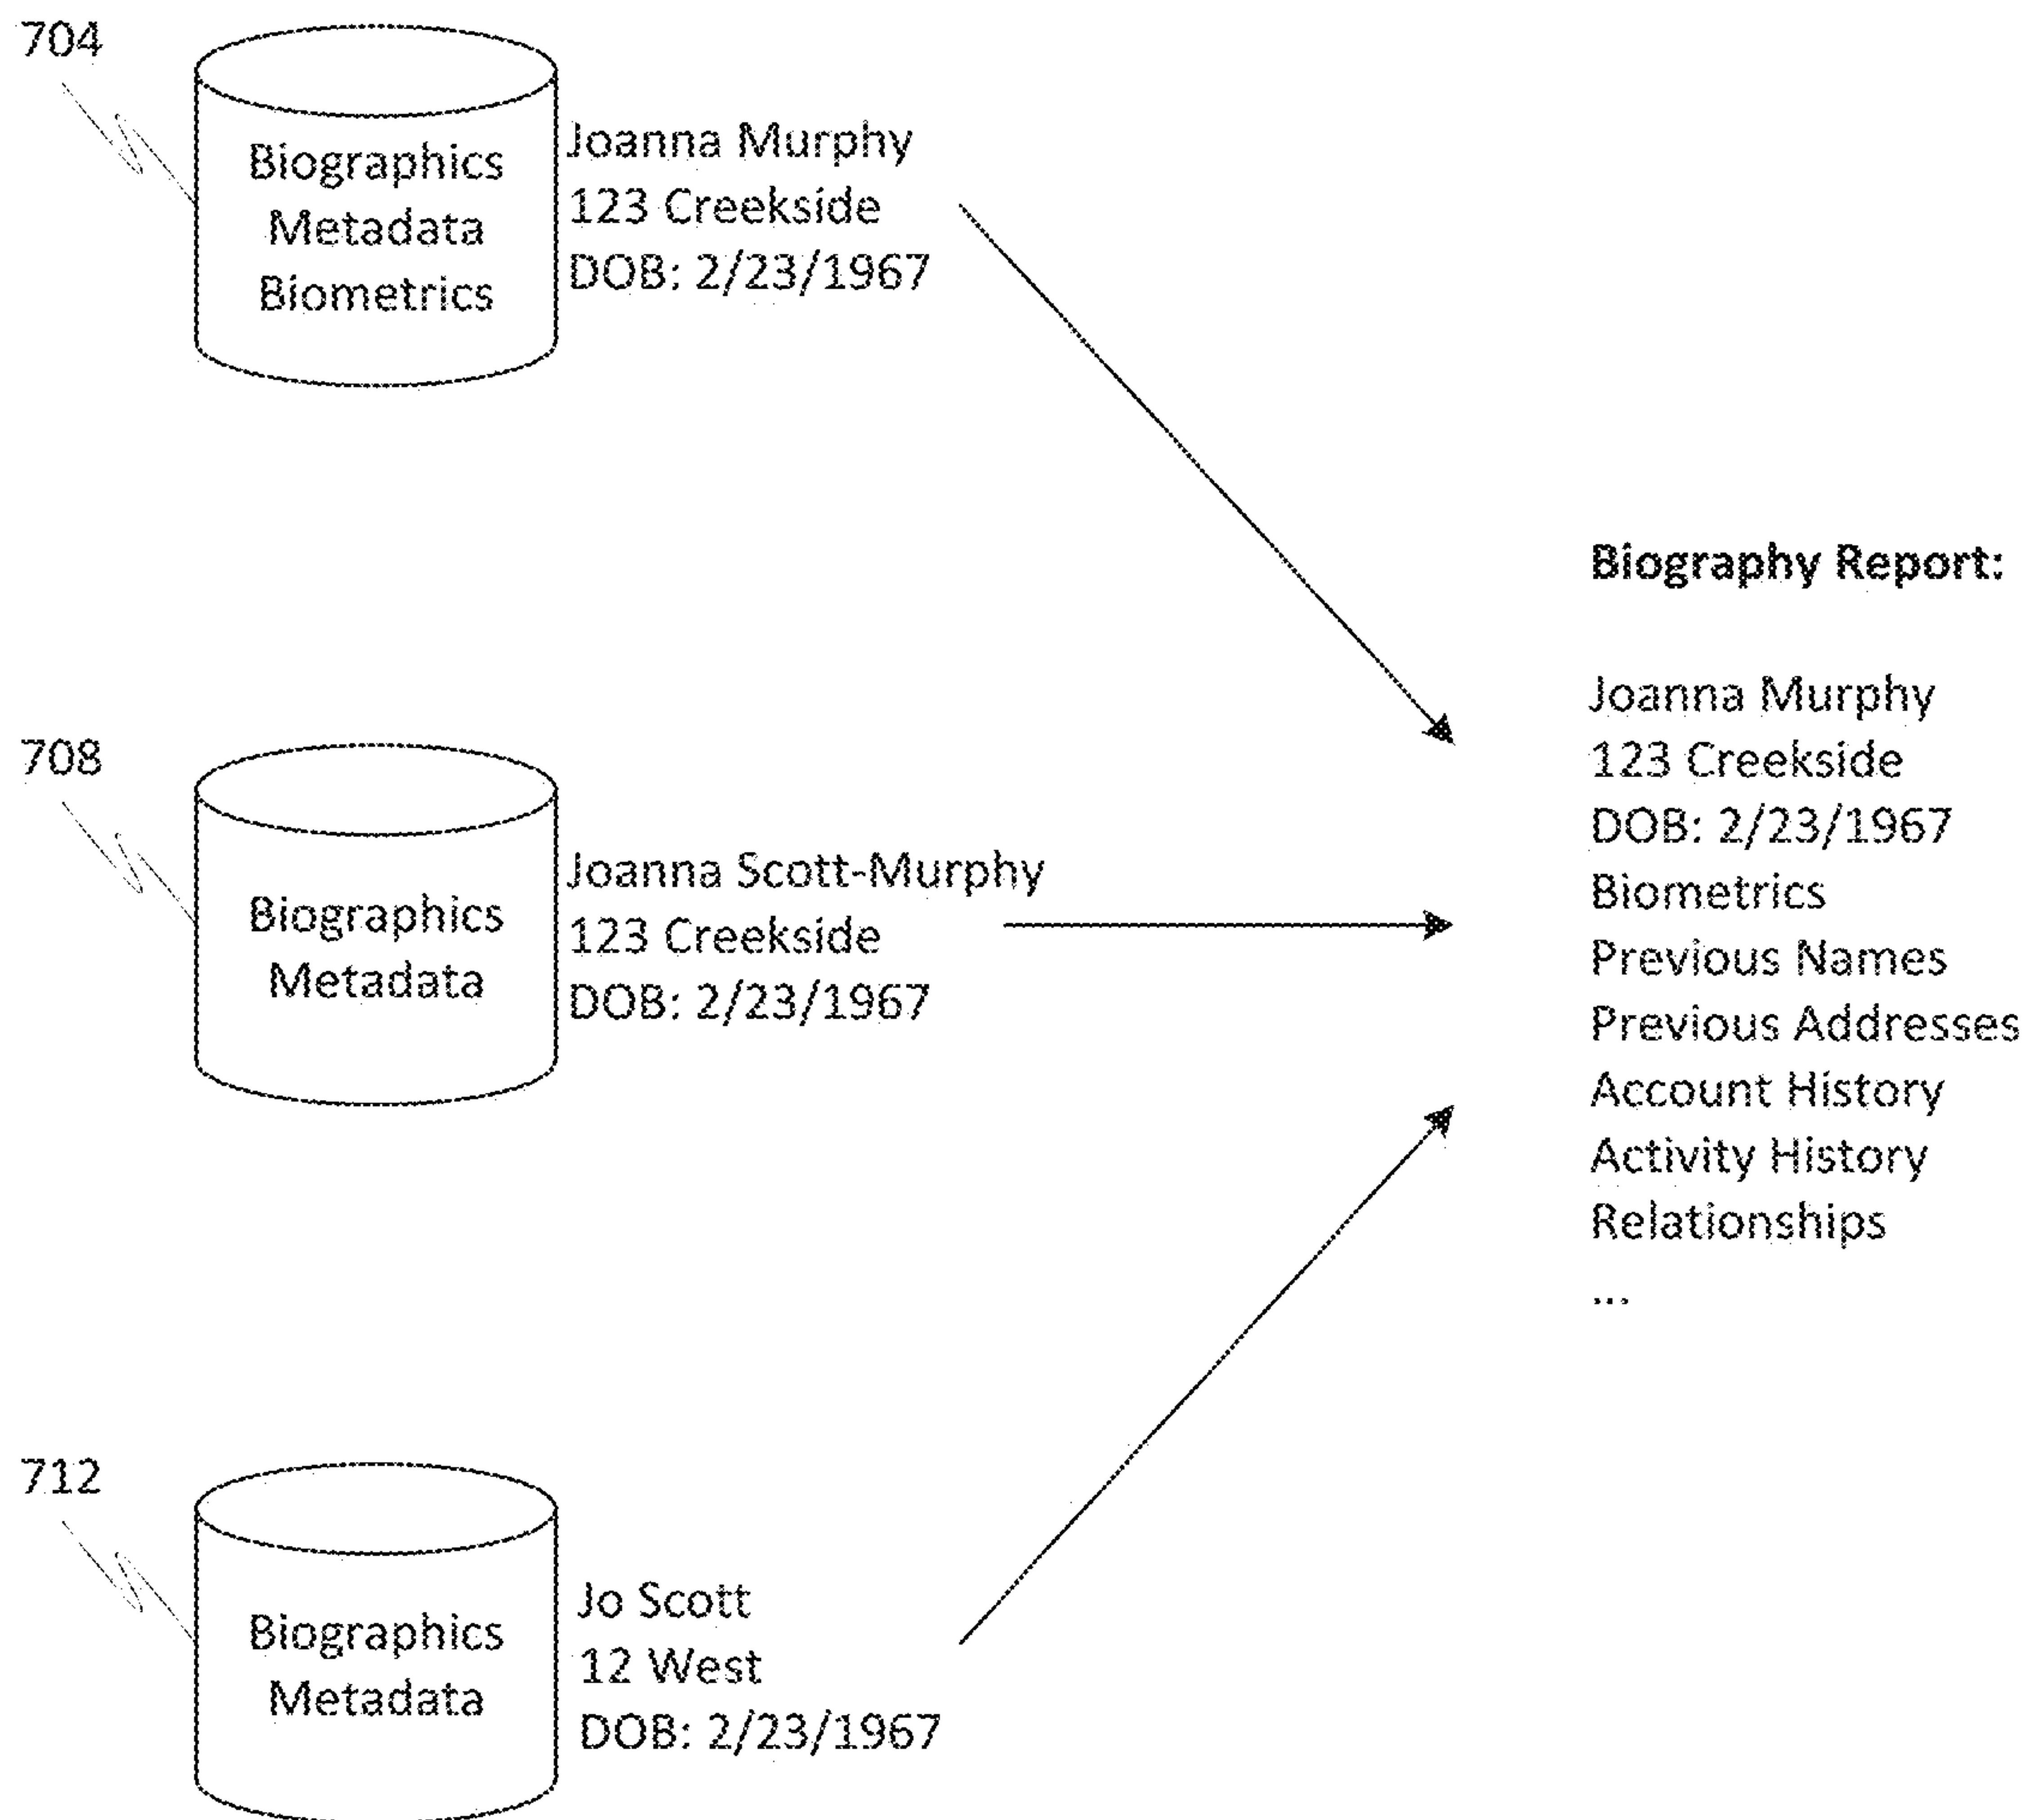 704
Biographics
Metadata
Biometrics
Joanna Murphy
123 Creekside
DOB: 2/23/1967
708
Biographics
Metadata
Joanna Scott-Murphy
123 Creekside
DOB: 2/23/1967
712
Biographics
Metadata
Jo Scott
12 West
DOB: 2/23/1967
Biography Report:
Joanna Murphy
123 Creekside
DOB: 2/23/1967
Biometrics
Previous Names
Previous Addresses
Account History
Activity History
Relationships
...